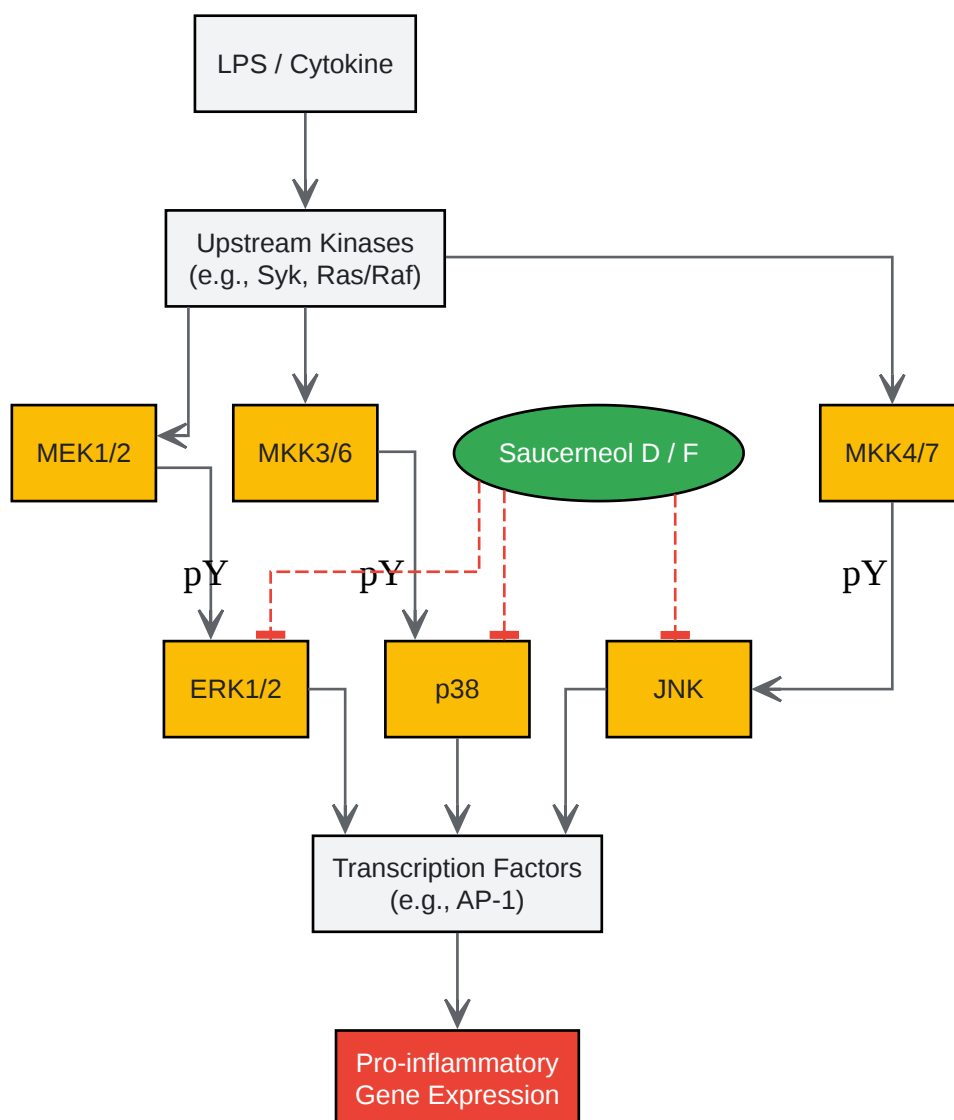 LPS / Cytokine
Upstream Kinases
(e.g., Syk, Ras/Raf)
MEK1/2
MKK3/6
Saucerneol D / F
MKK4/7
pY
pY
pY
ERK1/2
p38
JNK
Transcription Factors
(e.g., AP-1)
Pro-inflammatory
Gene Expression